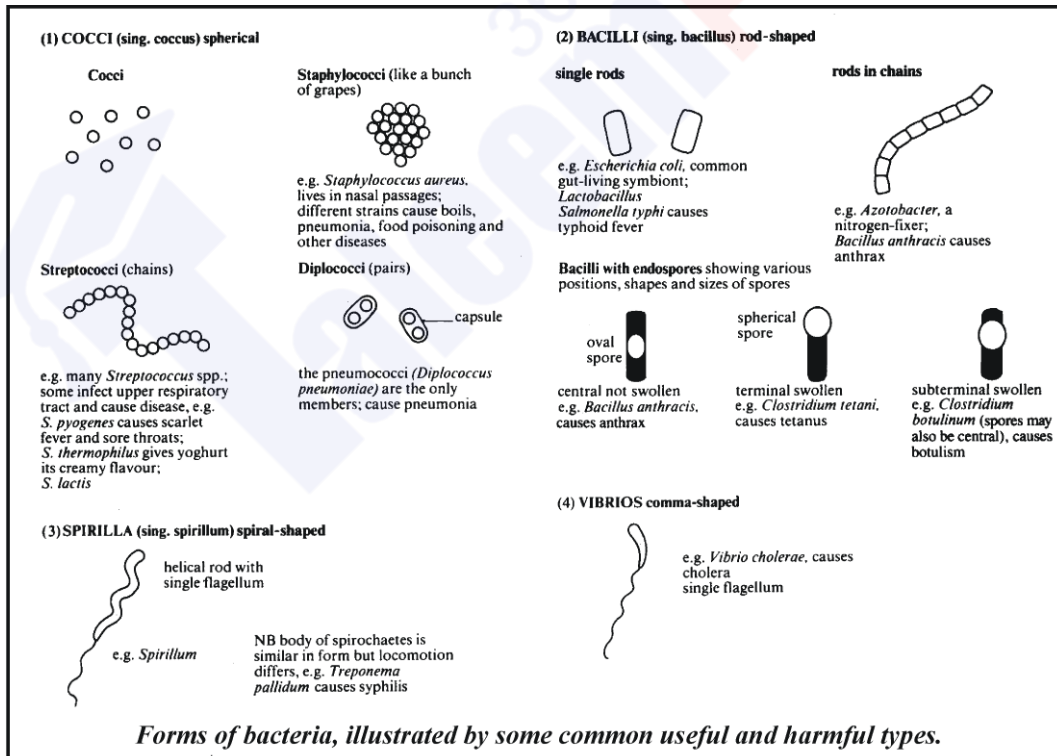 (1) COCCI (sing. coccus) spherical
Cocci
Staphylococci (like a bunch
of grapes)
e.g. Staphylococcus aureus,
lives in nasal passages;
different strains cause boils,
pneumonia, food poisoning and
other diseases
Streptococci (chains)
e.g. many Streptococcus spp.;
some infect upper respiratory
tract and cause disease, e.g.
S. pyogenes causes scarlet
fever and sore throats;
S. thermophilus gives yoghurt
its creamy flavour;
S. lactis
Diplococci (pairs)
capsule
the pneumococci (Diplococcus
pneumoniae) are the only
members; cause pneumonia
(2) BACILLI (sing. bacillus) rod-shaped
single rods
e.g. Escherichia coli, common
gut-living symbiont;
Lactobacillus
Salmonella typhi causes
typhoid fever
rods in chains
e.g. Azotobacter, a
nitrogen-fixer;
Bacillus anthracis causes
anthrax
Bacilli with endospores showing various
positions, shapes and sizes of spores
oval
spore
central not swollen
e.g. Bacillus anthracis,
causes anthrax
spherical
spore
terminal swollen
e.g. Clostridium tetani,
causes tetanus
subterminal swollen
e.g. Clostridium
botulinum (spores may
also be central), causes
botulism
(3) SPIRILLA (sing. spirillum) spiral-shaped
helical rod with
single flagellum
e.g. Spirillum
NB body of spirochaetes is
similar in form but locomotion
differs, e.g. Treponema
pallidum causes syphilis
(4) VIBRIOS comma-shaped
e.g. Vibrio cholerae, causes
cholera
single flagellum
Forms of bacteria, illustrated by some common useful and harmful types.